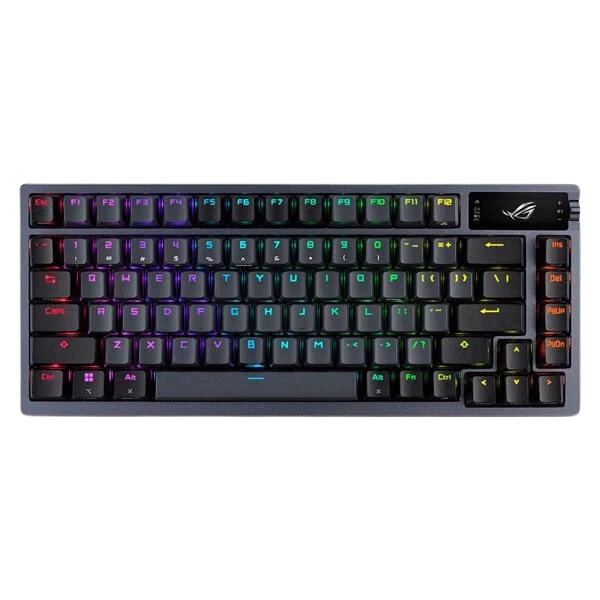 Esc F1 F2 F3 F4 F5 F6 F7 F8 F9 F10 F11 F12
1 2 3 4 5 6 7 8 9 0 - = + Ins
Q W E R T Y U I O P [ ] \ | Del
Caps A S D F G H J K L ; : ' " PgUp
Z X C V B N M , < . > / ? PgDn
Ctrl Alt Alt Fn Ctrl